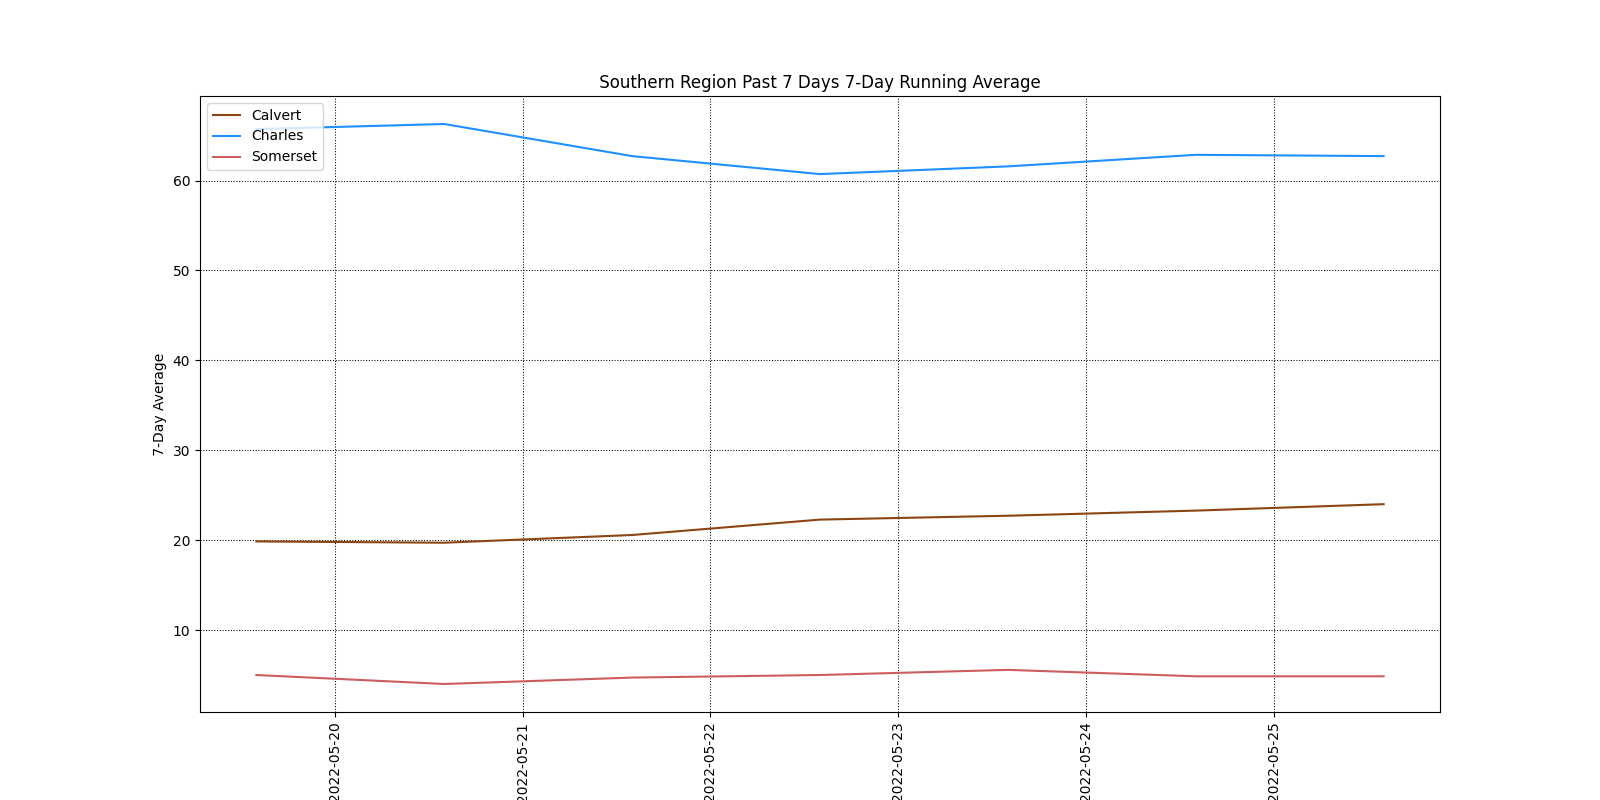 Southern Region Past 7 Days 7-Day Running Average
Calvert
Charles
Somerset
7-Day Average
60
50
40
30
20
10
2022-05-20
2022-05-21
2022-05-22
2022-05-23
2022-05-24
2022-05-25